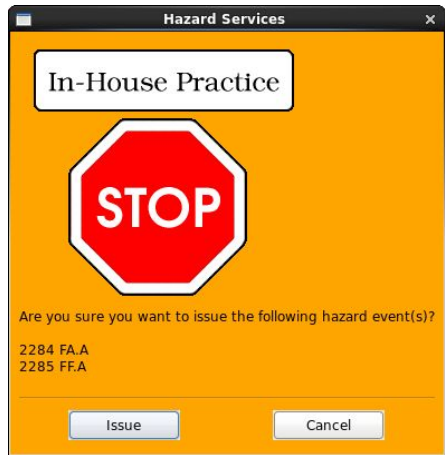 Hazard Services
In-House Practice
STOP
Are you sure you want to issue the following hazard event(s)?
2284 FA.A
2285 FF.A
Issue
Cancel